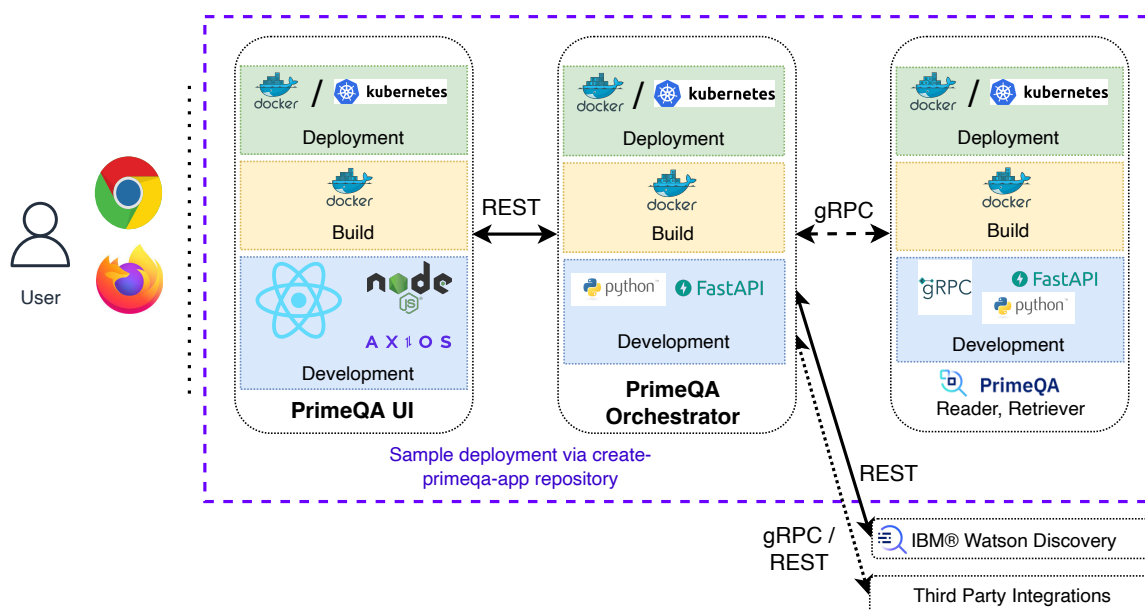 User
docker / kubernetes
Deployment
docker
Build
node
JS
AXIOS
Development
PrimeQA UI
REST
docker / kubernetes
Deployment
docker
Build
python™
FastAPI
Development
PrimeQA
Orchestrator
gRPC
docker / kubernetes
Deployment
docker
Build
gRPC
FastAPI
python™
Development
PrimeQA
Reader, Retriever
Sample deployment via create-
primeqa-app repository
REST
gRPC /
REST
IBM® Watson Discovery
Third Party Integrations